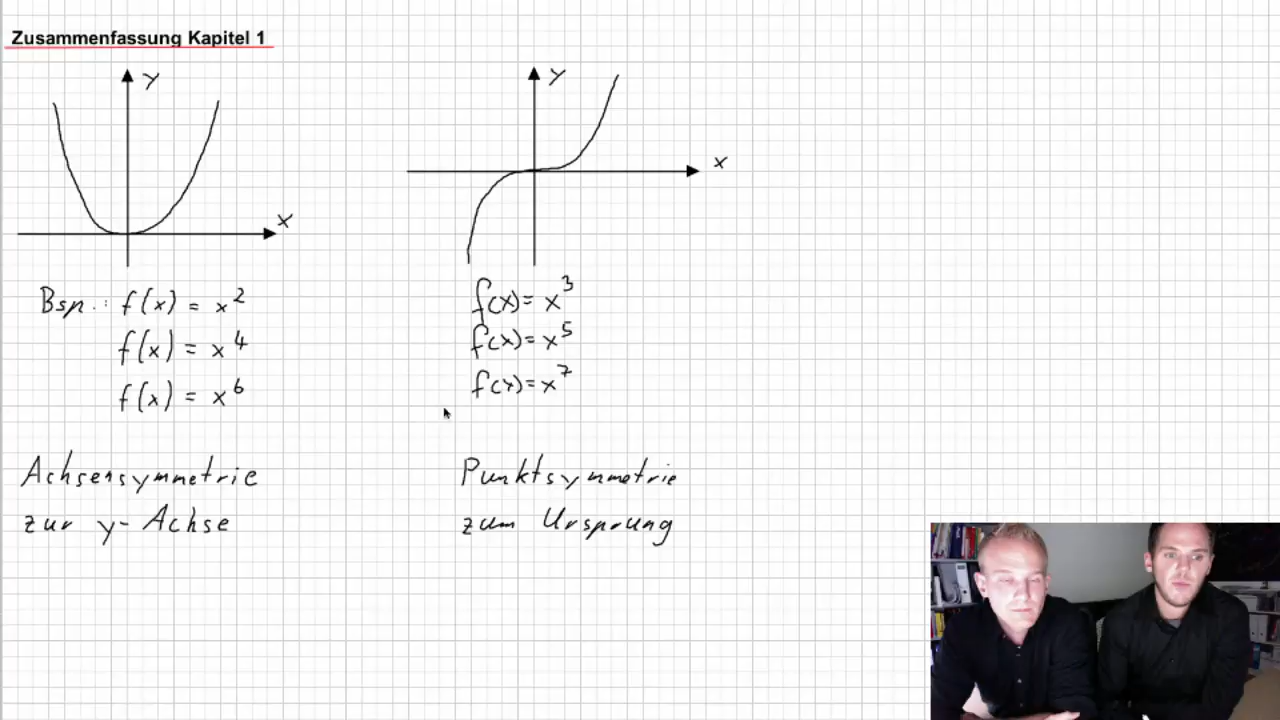 Zusammenfassung Kapitel 1
y
x
Bsp.: f(x) = x²
f(x) = x⁴
f(x) = x⁶
Achsensymmetrie
zur y-Achse
y
x
f(x) = x³
f(x) = x⁵
f(x) = x⁷
Punktsymmetrie
zum Ursprung